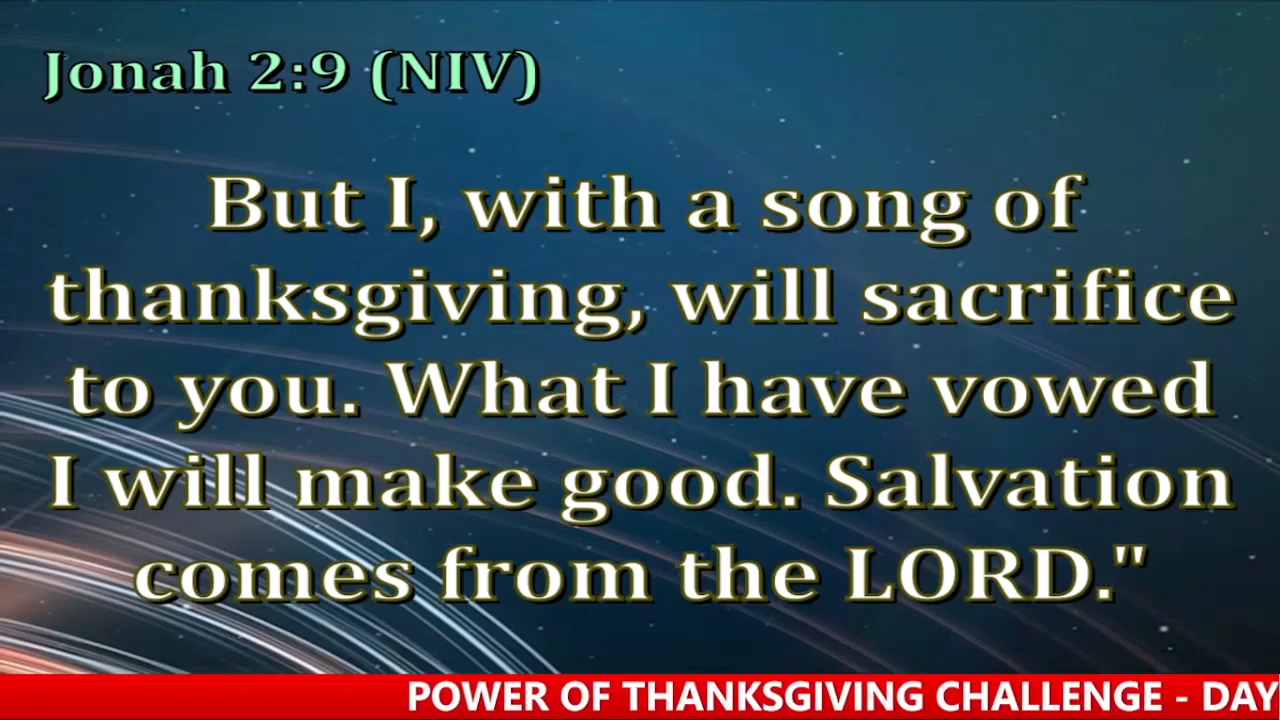 Jonah 2:9 (NIV)
But I, with a song of
thanksgiving, will sacrifice
to you. What I have vowed
I will make good. Salvation
comes from the LORD."
POWER OF THANKSGIVING CHALLENGE - DAY